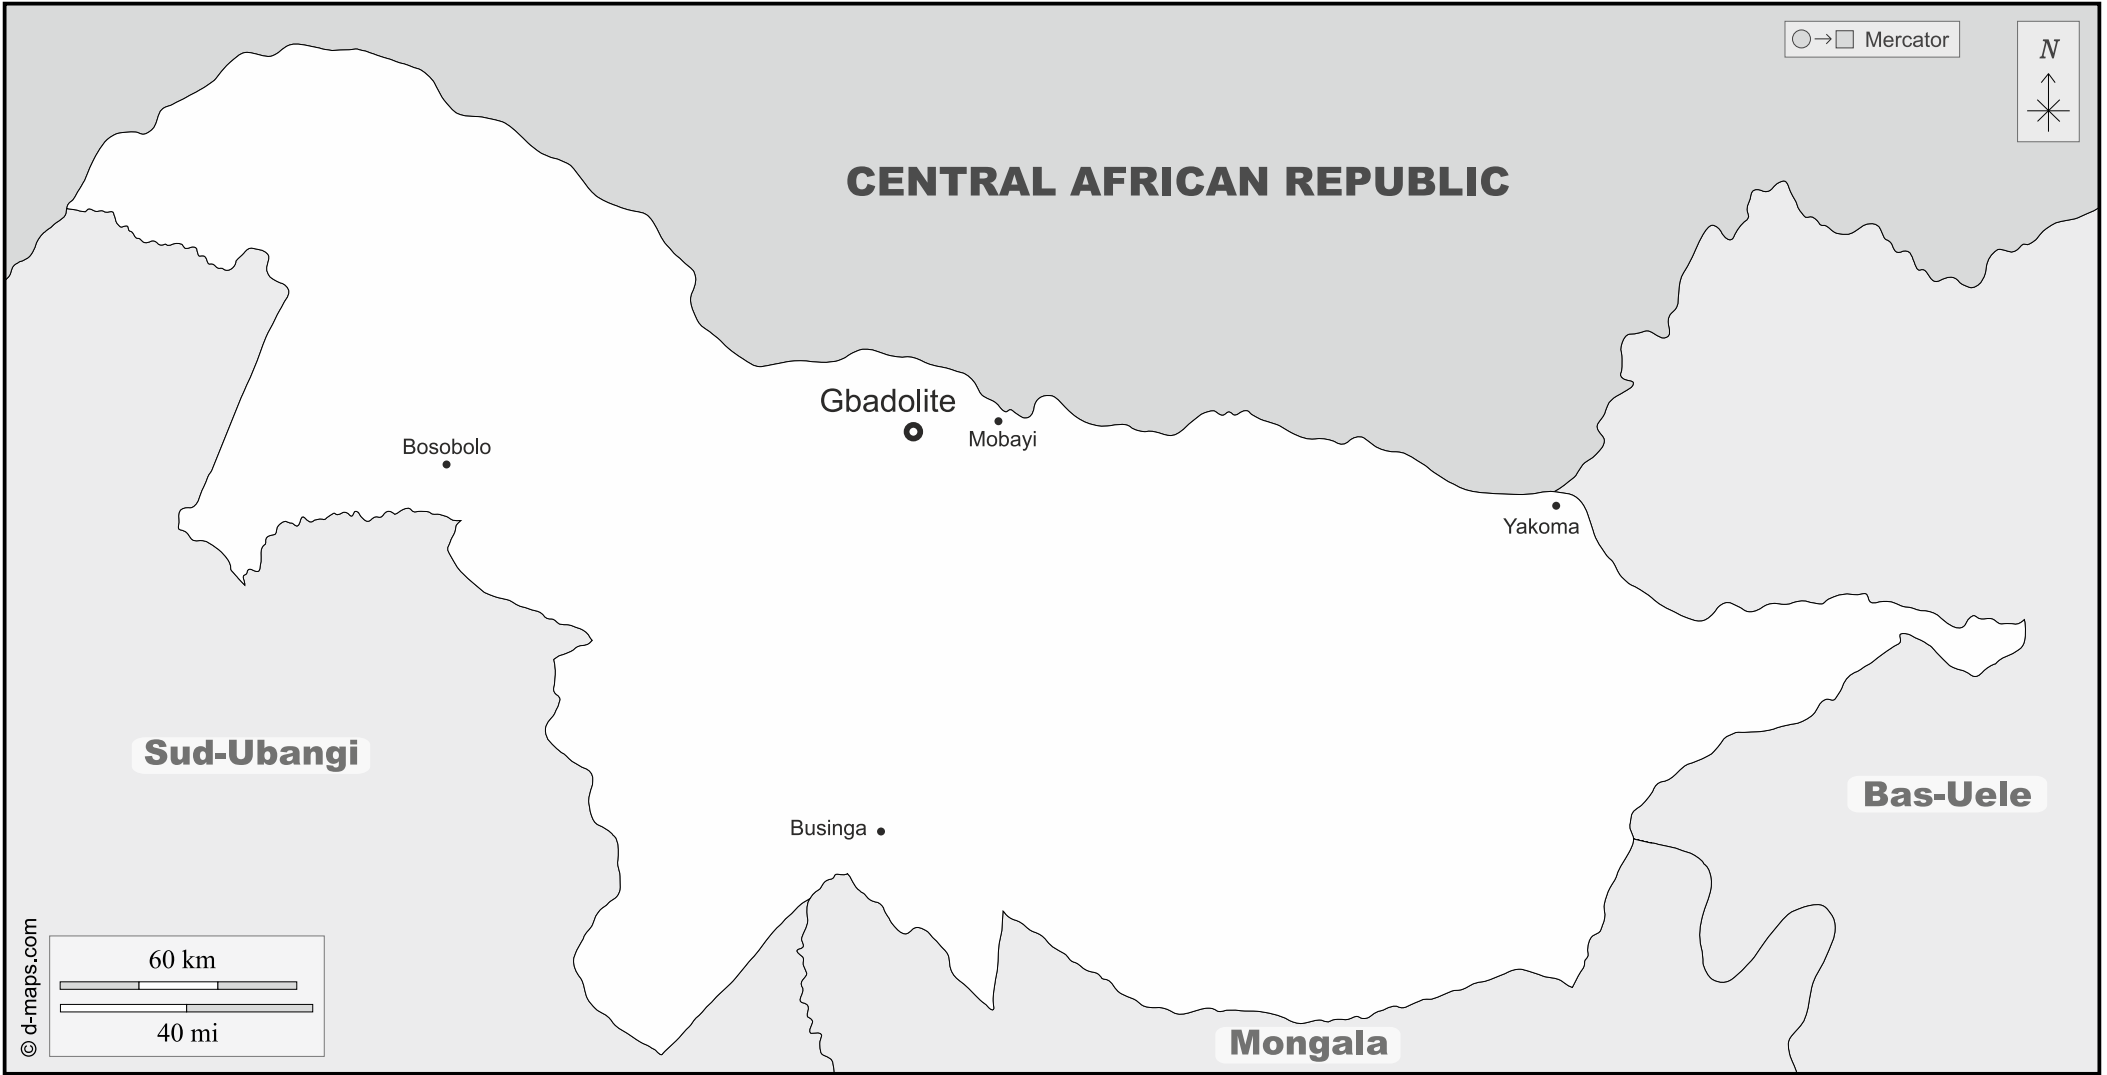 Mercator
N
CENTRAL AFRICAN REPUBLIC
Gbadolite
Mobayi
Bosobolo
Yakoma
Sud-Ubangi
Bas-Uele
Businga
Mongala
60 km
40 mi
© d-maps.com